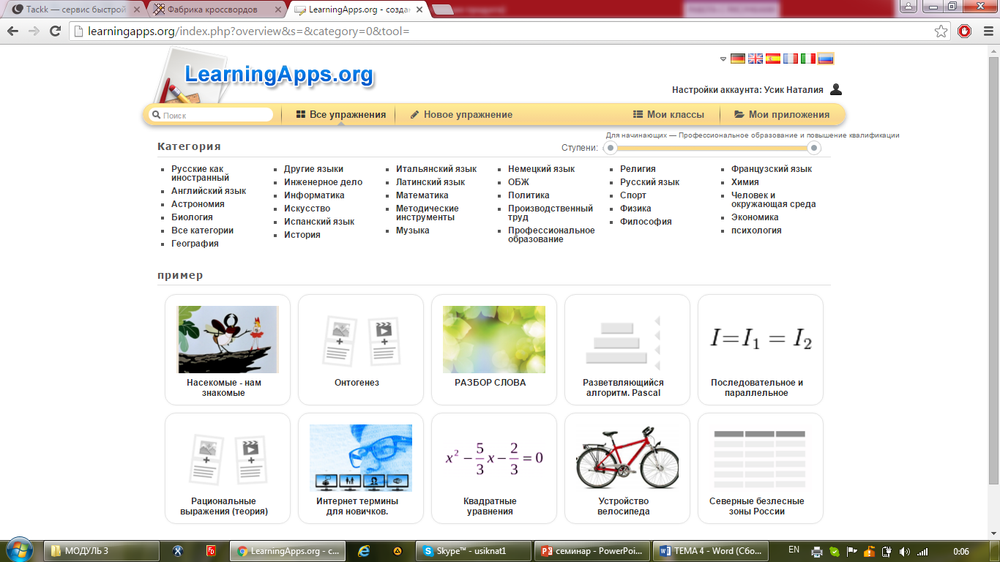 Tackk — сервис быстрой
Фабрика кроссвордов
LearningApps.org - созда
learningapps.org/index.php?overview&s=&category=0&tool=
LearningApps.org
Настройки аккаунта: Усик Наталия
Поиск
Все упражнения
Новое упражнение
Мои классы
Мои приложения
Для начинающих — Профессиональное образование и повышение квалификации
Категория
Ступени:
Русские как
иностранный
Английский язык
Астрономия
Биология
Все категории
География
Другие языки
Инженерное дело
Информатика
Искусство
Испанский язык
История
Итальянский язык
Латинский язык
Математика
Методические
инструменты
Музыка
Немецкий язык
ОБЖ
Политика
Производственный
труд
Профессиональное
образование
Религия
Русский язык
Спорт
Физика
Философия
Французский язык
Химия
Человек и
окружающая среда
Экономика
психология
пример
I=I₁ = I₂
Насекомые - нам
знакомые
Онтогенез
РАЗБОР СЛОВА
Разветвляющийся
алгоритм. Pascal
Последовательное и
параллельное
x² − 5/3 x − 2/3 = 0
Рациональные
выражения (теория)
Интернет термины
для новичков.
Квадратные
уравнения
Устройство
велосипеда
Северные безлесные
зоны России
МОДУЛЬ 3
LearningApps.org - с...
Skype™ - usiknat1
семинар - PowerPoi...
ТЕМА 4 - Word (Сбо...
EN
0:06